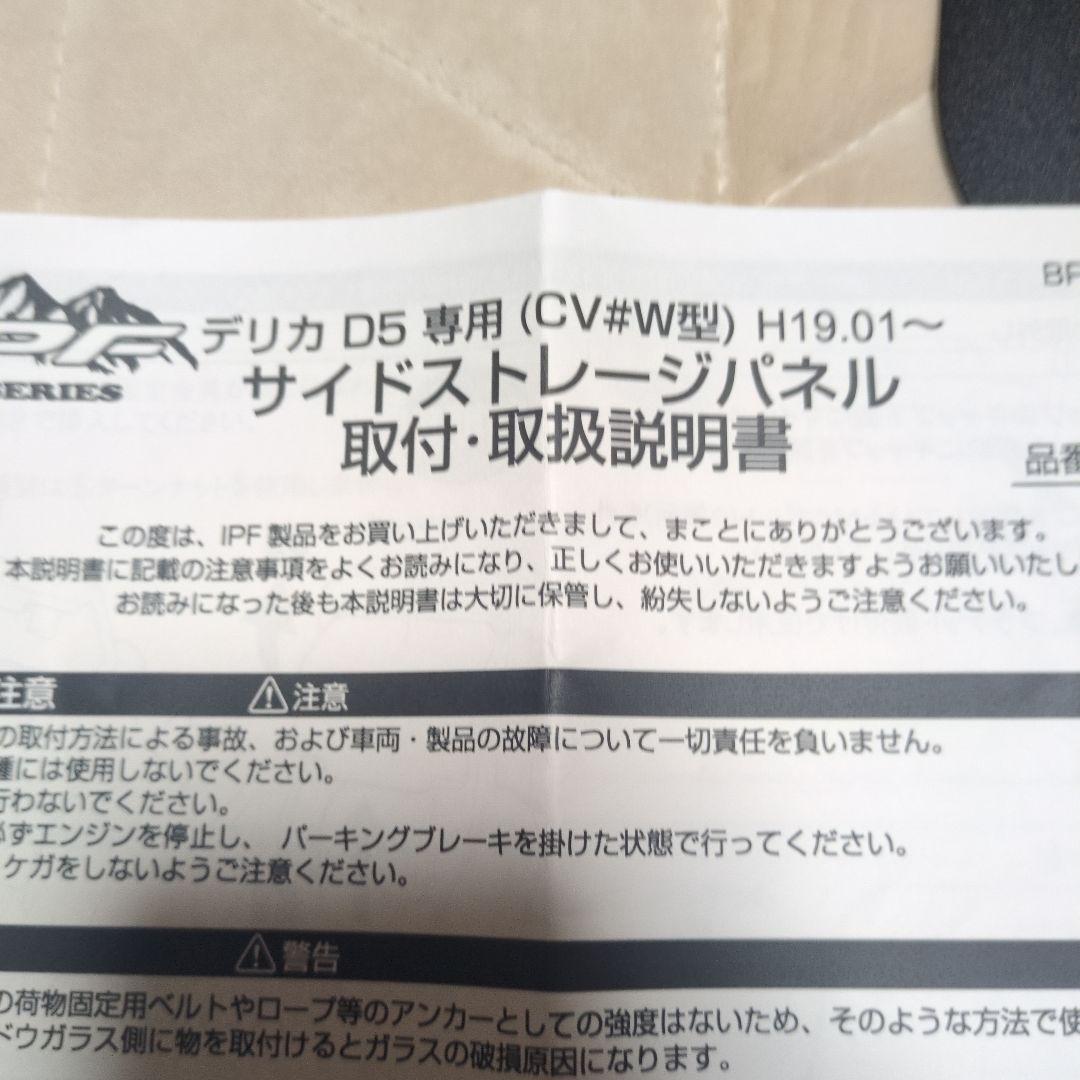 BP
デリカ D5 専用 (CV#W型) H19.01～
SERIES
サイドストレージパネル
取付・取扱説明書
品番
この度は、IPF 製品をお買い上げいただきまして、まことにありがとうございます。
本説明書に記載の注意事項をよくお読みになり、正しくお使いいただきますようお願いいたし
お読みになった後も本説明書は大切に保管し、紛失しないようご注意ください。
注意 ⚠注意
の取付方法による事故、および車両・製品の故障について一切責任を負いません。
種には使用しないでください。
行わないでください。
必ずエンジンを停止し、 パーキングブレーキを掛けた状態で行ってください。
ケガをしないようご注意ください。
⚠警告
の荷物固定用ベルトやロープ等のアンカーとしての強度はないため、そのような方法で使
ドウガラス側に物を取付けるとガラスの破損原因になります。